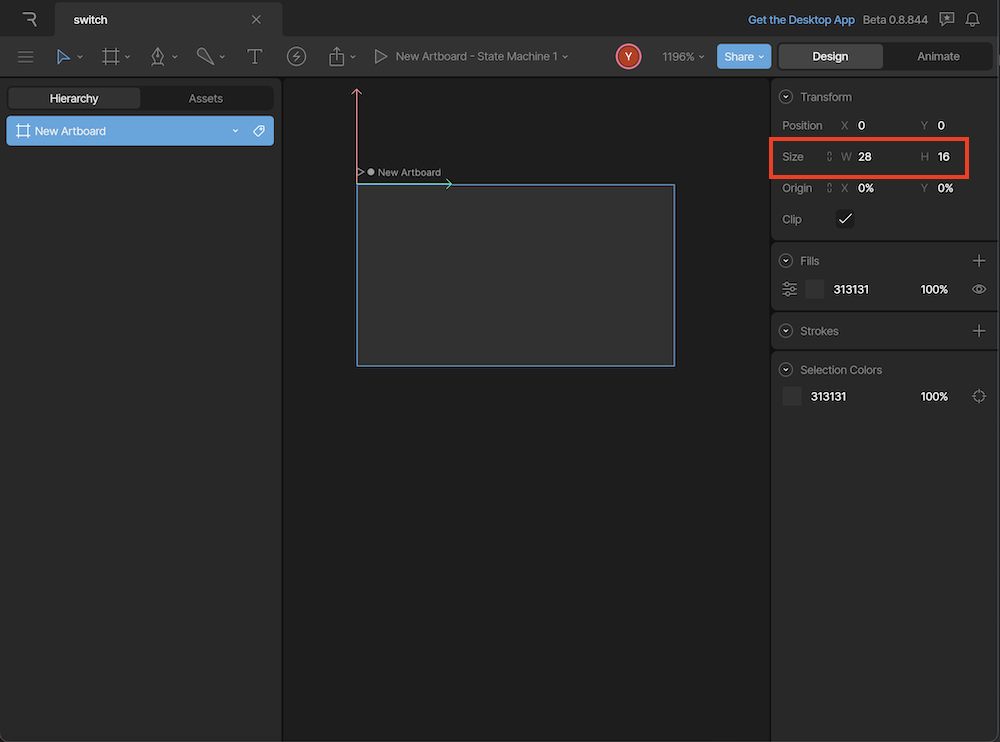 switch
Get the Desktop App Beta 0.8.844
New Artboard - State Machine 1
Y
1196%
Share
Design
Animate
Hierarchy
Assets
New Artboard
New Artboard
Transform
Position X 0 Y 0
Size W 28 H 16
Origin X 0% Y 0%
Clip
Fills
313131 100%
Strokes
Selection Colors
313131 100%